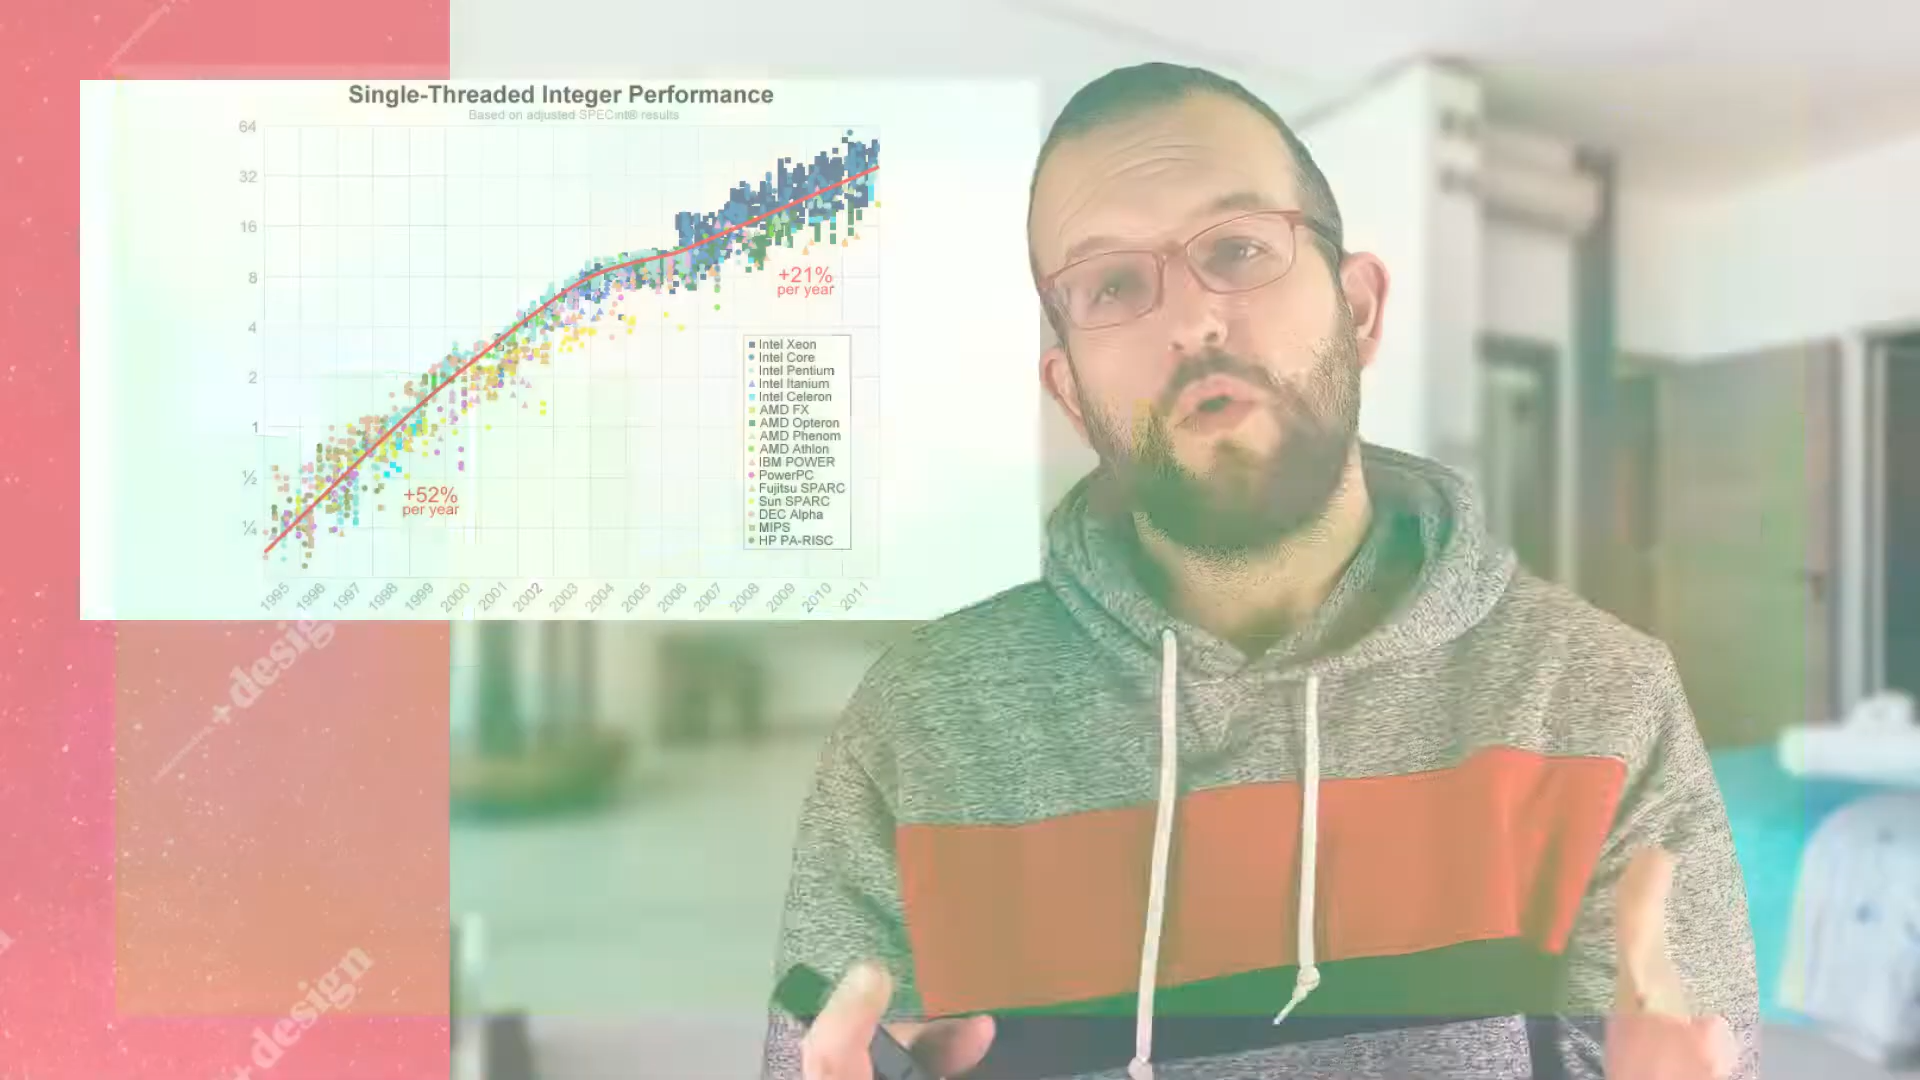 Single-Threaded Integer Performance
Based on adjusted SPECint® results
64
32
16
8
4
2
1
½
¼
+21%
per year
+52%
per year
Intel Xeon
Intel Core
Intel Pentium
Intel Itanium
Intel Celeron
AMD FX
AMD Opteron
AMD Phenom
AMD Athlon
IBM POWER
PowerPC
Fujitsu SPARC
Sun SPARC
DEC Alpha
MIPS
HP PA-RISC
1995
1996
1997
1998
1999
2000
2001
2002
2003
2004
2005
2006
2007
2008
2009
2010
2011
+design
+design